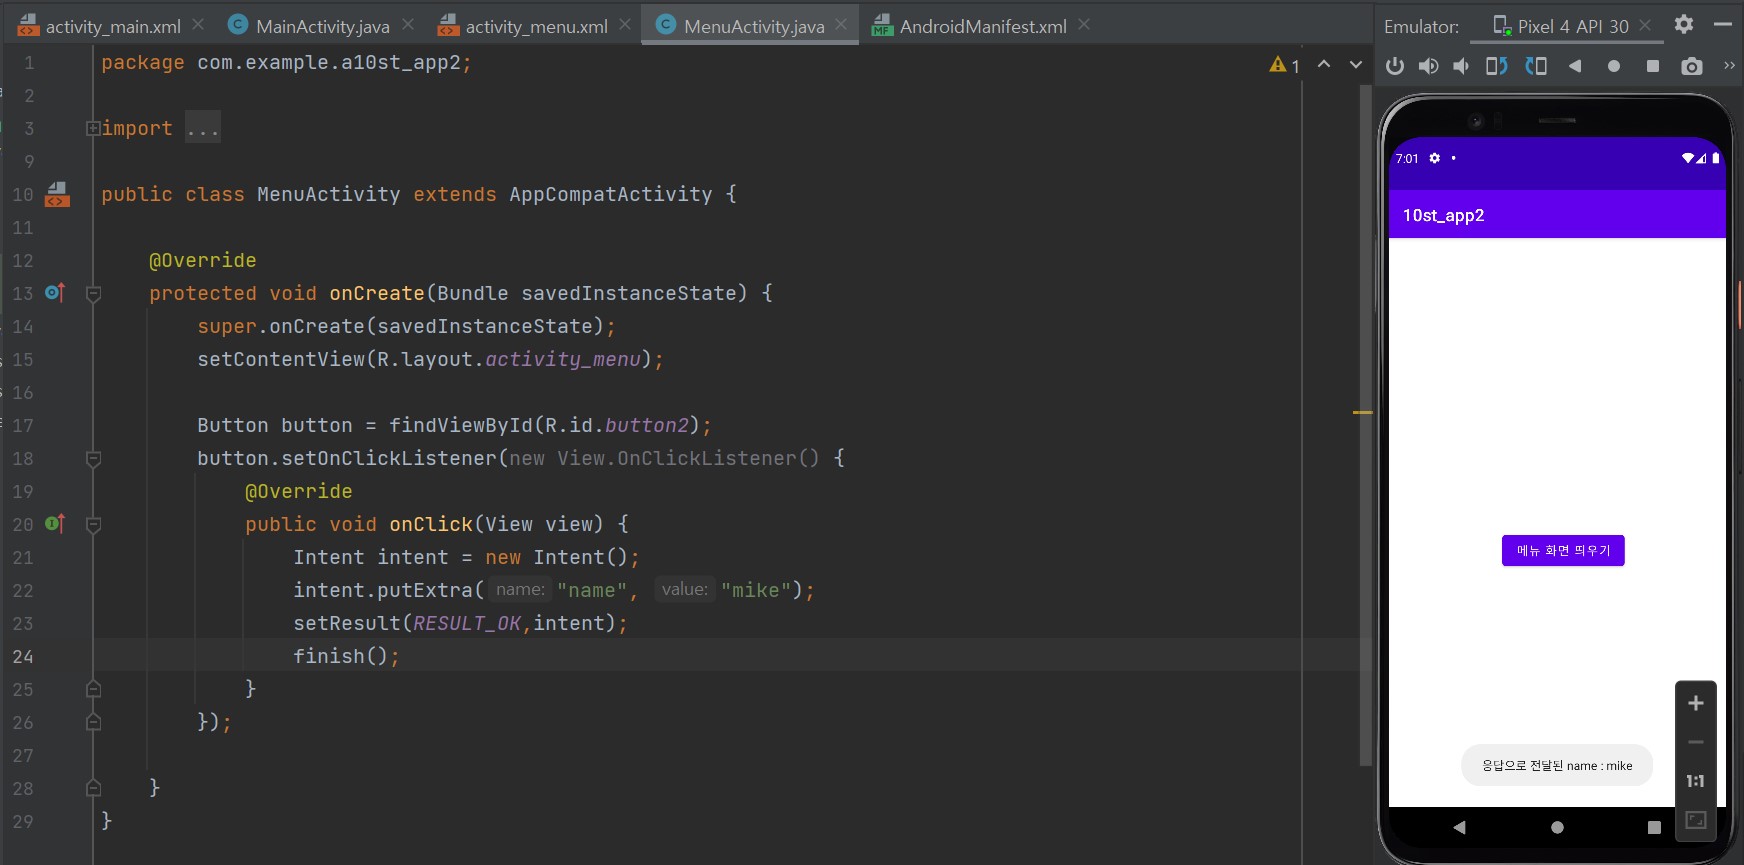 activity_main.xml
MainActivity.java
activity_menu.xml
MenuActivity.java
AndroidManifest.xml
Emulator:
Pixel 4 API 30
1 package com.example.a10st_app2;
1
2
3 import ...
9
10 public class MenuActivity extends AppCompatActivity {
11
12 @Override
13 protected void onCreate(Bundle savedInstanceState) {
14 super.onCreate(savedInstanceState);
15 setContentView(R.layout.activity_menu);
16
17 Button button = findViewById(R.id.button2);
18 button.setOnClickListener(new View.OnClickListener() {
19 @Override
20 public void onClick(View view) {
21 Intent intent = new Intent();
22 intent.putExtra( name: "name", value: "mike");
23 setResult(RESULT_OK,intent);
24 finish();
25 }
26 });
27
28 }
29 }
7:01
10st_app2
메뉴 화면 띄우기
응답으로 전달된 name : mike
1:1